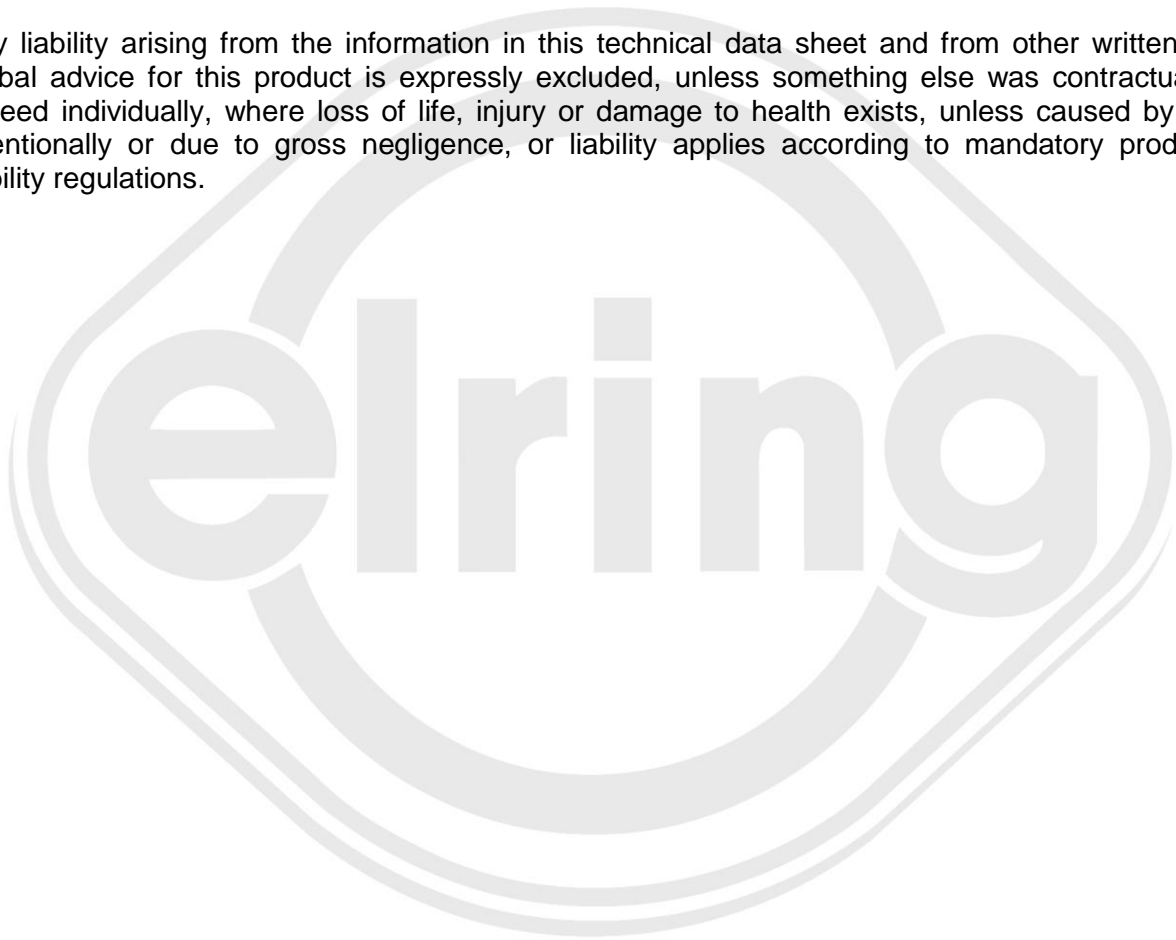 y liability arising from the information in this technical data sheet and from other written
bal advice for this product is expressly excluded, unless something else was contractua
eed individually, where loss of life, injury or damage to health exists, unless caused by
entionally or due to gross negligence, or liability applies according to mandatory prod
bility regulations.
elring